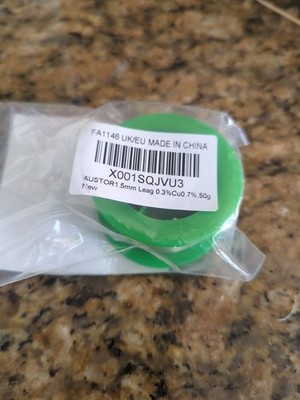 FA1146 UK/EU MADE IN CHINA
X001SQJVU3
AUSTOR1.5mm Leag 0.3%Cu0.7%,50g
New